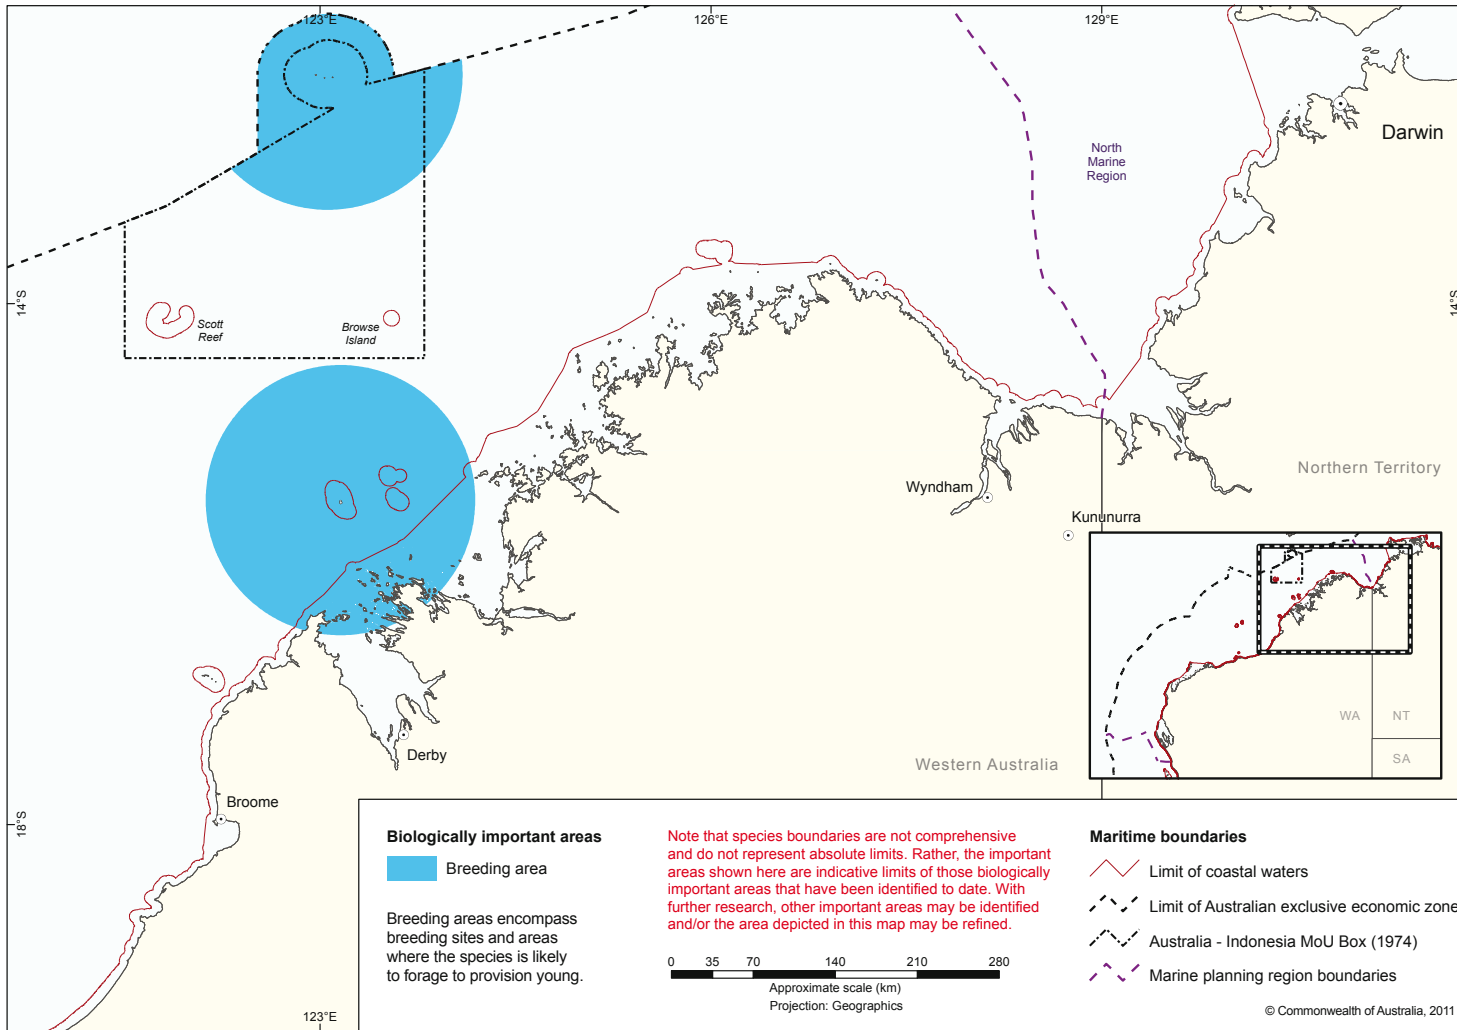 123°E
126°E
129°E
Darwin
North
Marine
Region
14°S
14°S
Scott
Reef
Browse
Island
Northern Territory
Wyndham
Kununurra
WA
NT
SA
Derby
Western Australia
Broome
18°S
123°E
Biologically important areas
Breeding area
Breeding areas encompass
breeding sites and areas
where the species is likely
to forage to provision young.
Note that species boundaries are not comprehensive
and do not represent absolute limits. Rather, the important
areas shown here are indicative limits of those biologically
important areas that have been identified to date. With
further research, other important areas may be identified
and/or the area depicted in this map may be refined.
0 35 70 140 210 280
Approximate scale (km)
Projection: Geographics
Maritime boundaries
Limit of coastal waters
Limit of Australian exclusive economic zone
Australia - Indonesia MoU Box (1974)
Marine planning region boundaries
© Commonwealth of Australia, 2011